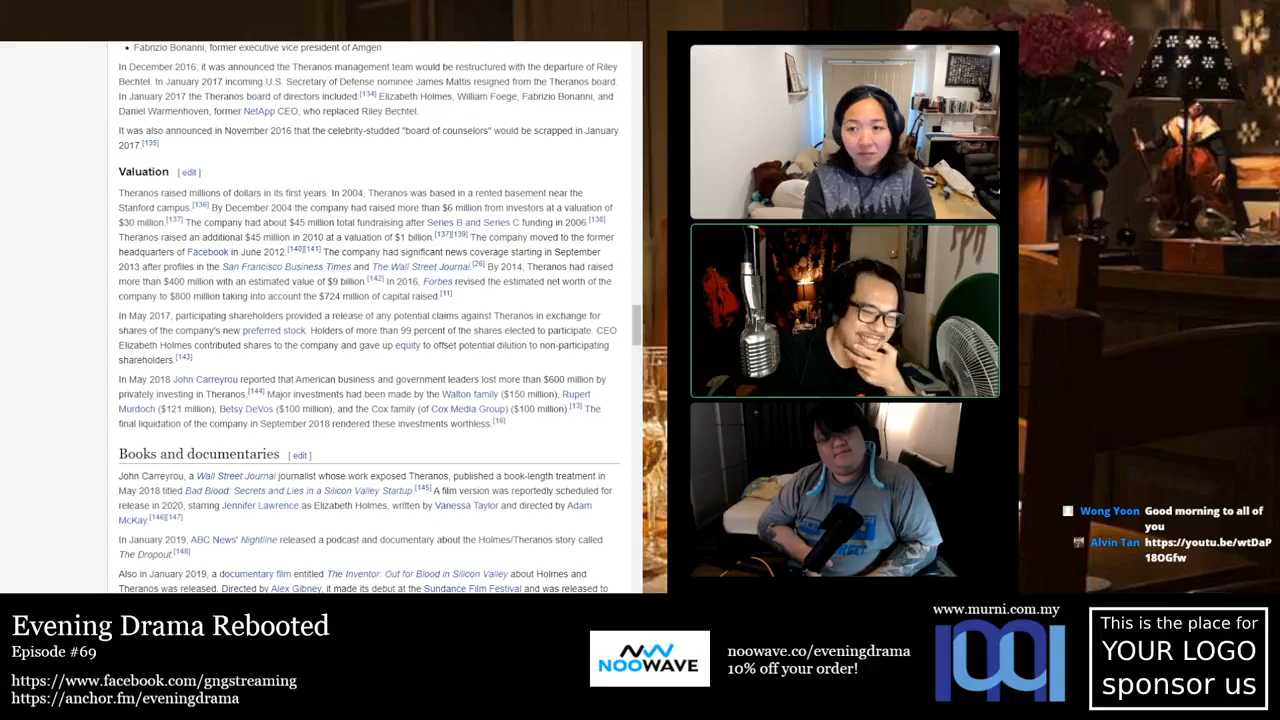 Fabrizio Bonanni, former executive vice president of Amgen
In December 2016, it was announced the Theranos management team would be restructured with the departure of Riley
Bechtel. In January 2017 incoming U.S. Secretary of Defense nominee James Mattis resigned from the Theranos board.
In January 2017 the Theranos board of directors included:[134] Elizabeth Holmes, William Foege, Fabrizio Bonanni, and
Daniel Warmenhoven, former NetApp CEO, who replaced Riley Bechtel.
It was also announced in November 2016 that the celebrity-studded "board of counselors" would be scrapped in January
2017.[135]
Valuation [ edit ]
Theranos raised millions of dollars in its first years. In 2004, Theranos was based in a rented basement near the
Stanford campus.[136] By December 2004 the company had raised more than $6 million from investors at a valuation of
$30 million.[137] The company had about $45 million total fundraising after Series B and Series C funding in 2006.[138]
Theranos raised an additional $45 million in 2010 at a valuation of $1 billion.[137][139] The company moved to the former
headquarters of Facebook in June 2012.[140][141] The company had significant news coverage starting in September
2013 after profiles in the San Francisco Business Times and The Wall Street Journal.[26] By 2014, Theranos had raised
more than $400 million with an estimated value of $9 billion.[142] In 2016, Forbes revised the estimated net worth of the
company to $800 million taking into account the $724 million of capital raised.[11]
In May 2017, participating shareholders provided a release of any potential claims against Theranos in exchange for
shares of the company's new preferred stock. Holders of more than 99 percent of the shares elected to participate. CEO
Elizabeth Holmes contributed shares to the company and gave up equity to offset potential dilution to non-participating
shareholders.[143]
In May 2018 John Carreyrou reported that American business and government leaders lost more than $600 million by
privately investing in Theranos.[144] Major investments had been made by the Walton family ($150 million), Rupert
Murdoch ($121 million), Betsy DeVos ($100 million), and the Cox family (of Cox Media Group) ($100 million).[13] The
final liquidation of the company in September 2018 rendered these investments worthless.[16]
Books and documentaries [ edit ]
John Carreyrou, a Wall Street Journal journalist whose work exposed Theranos, published a book-length treatment in
May 2018 titled Bad Blood: Secrets and Lies in a Silicon Valley Startup.[145] A film version was reportedly scheduled for
release in 2020, starring Jennifer Lawrence as Elizabeth Holmes, written by Vanessa Taylor and directed by Adam
McKay.[146][147]
In January 2019, ABC News' Nightline released a podcast and documentary about the Holmes/Theranos story called
The Dropout.[148]
Also in January 2019, a documentary film entitled The Inventor: Out for Blood in Silicon Valley about Holmes and
Theranos was released. Directed by Alex Gibney, it made its debut at the Sundance Film Festival and was released to
Wong Yoon Good morning to all of
you
Alvin Tan https://youtu.be/wtDaP
18OGfw
Evening Drama Rebooted
Episode #69
https://www.facebook.com/gngstreaming
https://anchor.fm/eveningdrama
NOOWAVE
noowave.co/eveningdrama
10% off your order!
www.murni.com.my
This is the place for
YOUR LOGO
sponsor us